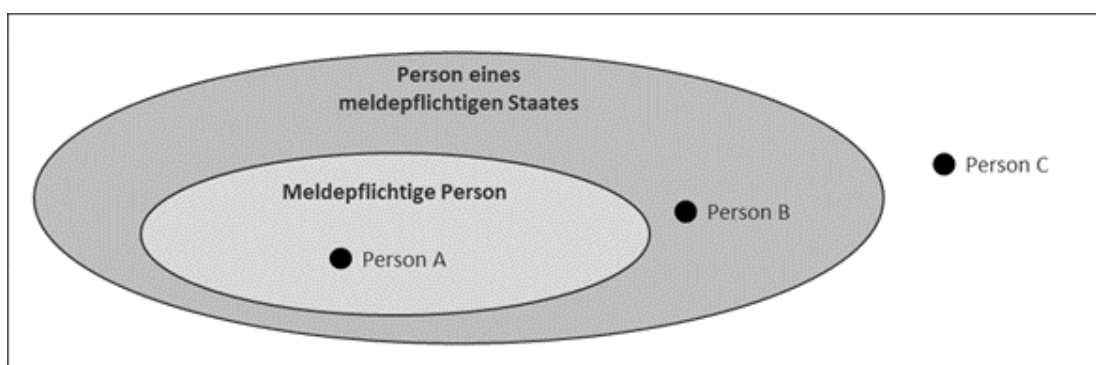 Person eines
meldepflichtigen Staates
Person C
Meldepflichtige Person
Person B
Person A